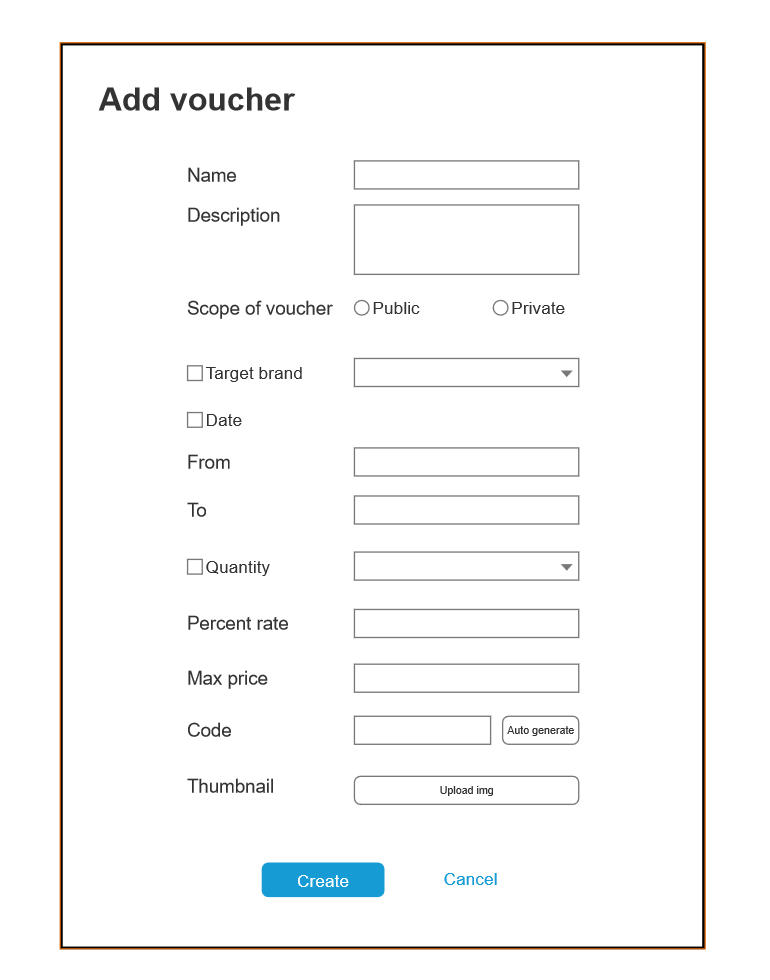 Add voucher
Name
Description
Scope of voucher Public Private
Target brand
Date
From
To
Quantity
Percent rate
Max price
Code Auto generate
Thumbnail Upload img
Create Cancel